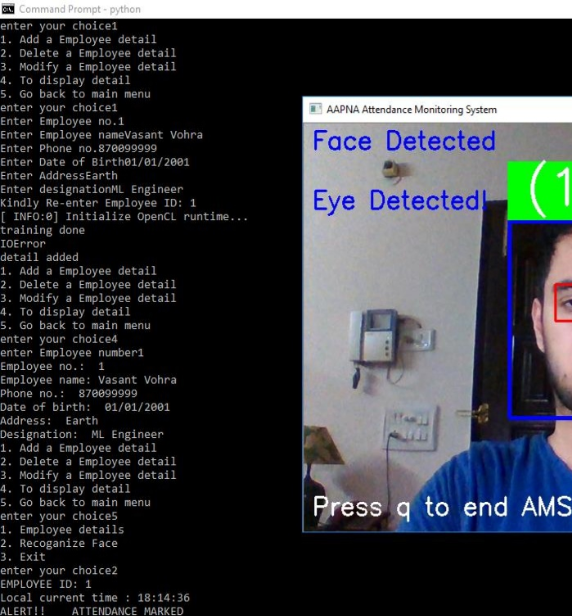 Command Prompt - python
enter your choice1
1. Add a Employee detail
2. Delete a Employee detail
3. Modify a Employee detail
4. To display detail
5. Go back to main menu
enter your choice1
Enter Employee no.1
Enter Employee nameVasant Vohra
Enter Phone no.870099999
Enter Date of Birth01/01/2001
Enter AddressEarth
Enter designationML Engineer
Kindly Re-enter Employee ID: 1
[ INFO:0] Initialize OpenCL runtime...
training done
IOError
detail added
1. Add a Employee detail
2. Delete a Employee detail
3. Modify a Employee detail
4. To display detail
5. Go back to main menu
enter your choice4
enter Employee number1
Employee no.:  1
Employee name: Vasant Vohra
Phone no.:  870099999
Date of birth:  01/01/2001
Address:  Earth
Designation:  ML Engineer
1. Add a Employee detail
2. Delete a Employee detail
3. Modify a Employee detail
4. To display detail
5. Go back to main menu
enter your choice5
1. Employee details
2. Recoganize Face
3. Exit
enter your choice2
EMPLOYEE ID: 1
Local current time : 18:14:36
ALERT!!    ATTENDANCE MARKED
AAPNA Attendance Monitoring System
Face Detected
(1
Eye Detected!
Press q to end AMS